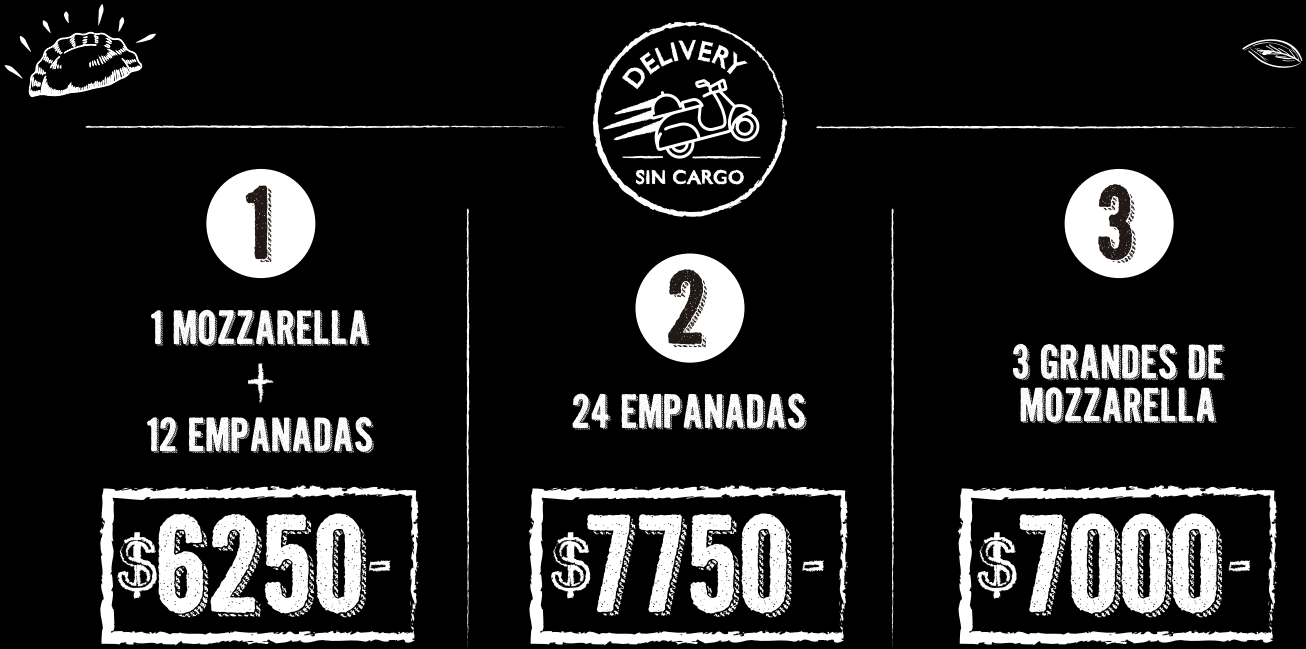 DELIVERY
SIN CARGO
1
1 MOZZARELLA
+
12 EMPANADAS
$6250-
2
24 EMPANADAS
$7750-
3
3 GRANDES DE
MOZZARELLA
$7000-